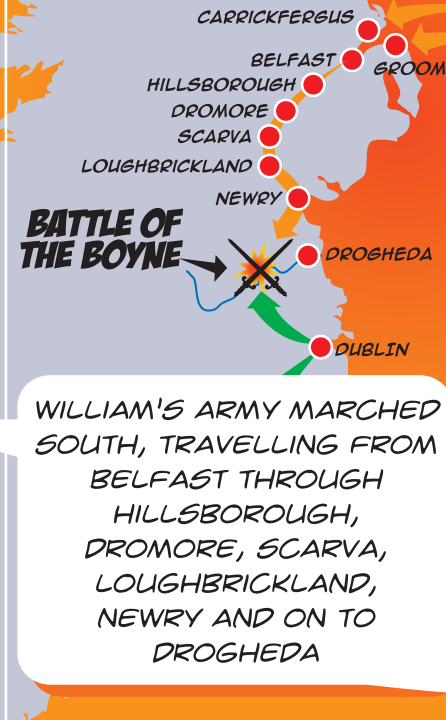 CARRICKFERGUS
BELFAST
GROOM
HILLSBOROUGH
DROMORE
SCARVA
LOUGHBRICKLAND
NEWRY
BATTLE OF
THE BOYNE
DROGHEDA
DUBLIN
WILLIAM'S ARMY MARCHED
SOUTH, TRAVELLING FROM
BELFAST THROUGH
HILLSBOROUGH,
DROMORE, SCARVA,
LOUGHBRICKLAND,
NEWRY AND ON TO
DROGHEDA